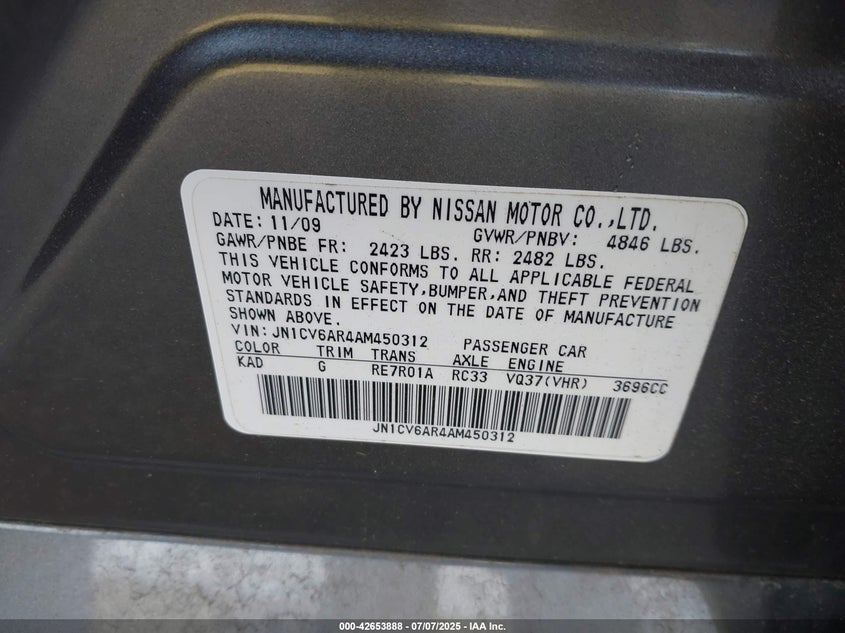 MANUFACTURED BY NISSAN MOTOR CO.,LTD.
DATE: 11/09 GVWR/PNBV: 4846 LBS.
GAWR/PNBE FR: 2423 LBS. RR: 2482 LBS.
THIS VEHICLE CONFORMS TO ALL APPLICABLE FEDERAL
MOTOR VEHICLE SAFETY,BUMPER,AND THEFT PREVENTION
STANDARDS IN EFFECT ON THE DATE OF MANUFACTURE
SHOWN ABOVE.
VIN: JN1CV6AR4AM450312 PASSENGER CAR
COLOR TRIM TRANS AXLE ENGINE
KAD G RE7R01A RC33 VQ37(VHR) 3696CC
JN1CV6AR4AM450312
000-42653888 - 07/07/2025 - IAA Inc.